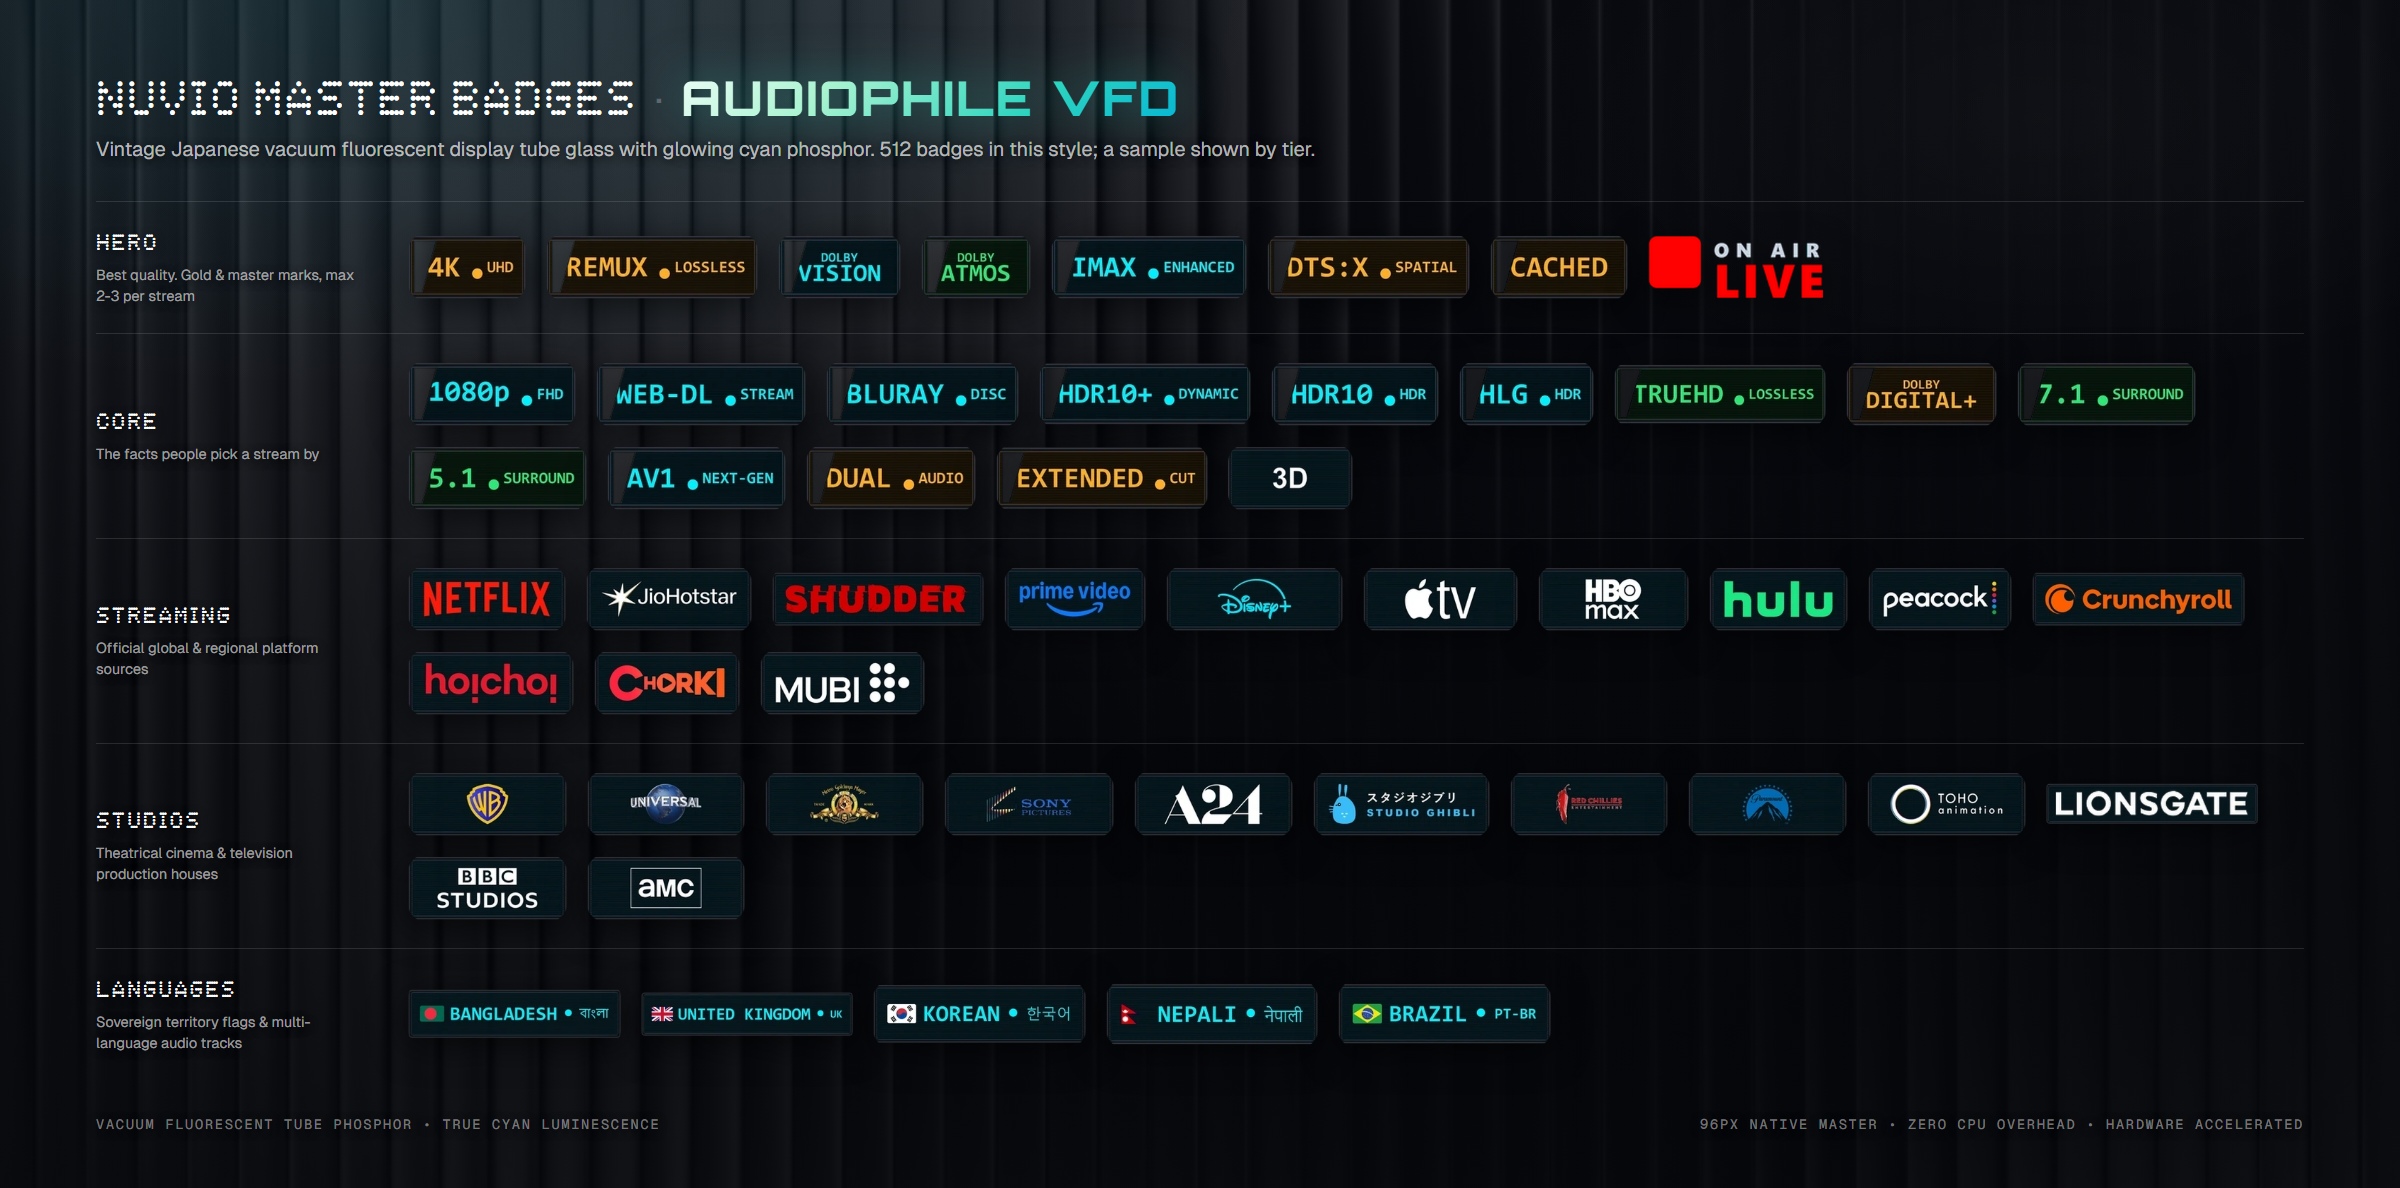 NUVIO MASTER BADGES · AUDIOPHILE VFD
Vintage Japanese vacuum fluorescent display tube glass with glowing cyan phosphor. 512 badges in this style; a sample shown by tier.
HERO
Best quality. Gold & master marks, max
2-3 per stream
4K ● UHD
REMUX ● LOSSLESS
DOLBY
VISION
DOLBY
ATMOS
IMAX ● ENHANCED
DTS:X ● SPATIAL
CACHED
ON AIR
LIVE
CORE
The facts people pick a stream by
1080p ● FHD
WEB-DL ● STREAM
BLURAY ● DISC
HDR10+ ● DYNAMIC
HDR10 ● HDR
HLG ● HDR
TRUEHD ● LOSSLESS
DOLBY
DIGITAL+
7.1 ● SURROUND
5.1 ● SURROUND
AV1 ● NEXT-GEN
DUAL ● AUDIO
EXTENDED ● CUT
3D
STREAMING
Official global & regional platform
sources
NETFLIX
JioHotstar
SHUDDER
prime video
Disney+
tv
HBO
max
hulu
peacock
Crunchyroll
hoichoi
CHORKI
MUBI
STUDIOS
Theatrical cinema & television
production houses
WB
UNIVERSAL
SONY
PICTURES
A24
スタジオジブリ
STUDIO GHIBLI
RED CHILLIES
ENTERTAINMENT
TOHO
animation
LIONSGATE
BBC
STUDIOS
aMC
LANGUAGES
Sovereign territory flags & multi-
language audio tracks
BANGLADESH • বাংলা
UNITED KINGDOM • UK
KOREAN • 한국어
NEPALI • नेपाली
BRAZIL • PT-BR
VACUUM FLUORESCENT TUBE PHOSPHOR • TRUE CYAN LUMINESCENCE
96PX NATIVE MASTER • ZERO CPU OVERHEAD • HARDWARE ACCELERATED